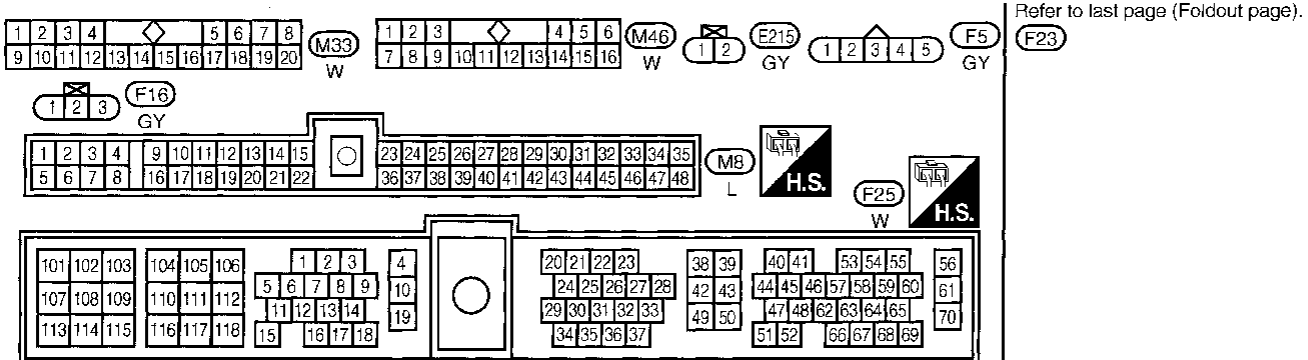 1 2 3 4 5 6 7 8
9 10 11 12 13 14 15 16 17 18 19 20
M33
W
1 2 3 4 5 6
7 8 9 10 11 12 13 14 15 16
M46
W
1 2
E215
GY
1 2 3 4 5
F5
GY
Refer to last page (Foldout page).
F23
1 2 3
F16
GY
1 2 3 4 9 10 11 12 13 14 15 23 24 25 26 27 28 29 30 31 32 33 34 35
5 6 7 8 16 17 18 19 20 21 22 36 37 38 39 40 41 42 43 44 45 46 47 48
M8
L
H.S.
F25
W
H.S.
101 102 103 104 105 106 1 2 3 4 20 21 22 23 38 39 40 41 53 54 55 56
107 108 109 110 111 112 5 6 7 8 9 10 24 25 26 27 28 42 43 44 45 46 57 58 59 60 61
11 12 13 14 19 29 30 31 32 33 49 50 47 48 62 63 64 65 70
113 114 115 116 117 118 15 16 17 18 34 35 36 37 51 52 66 67 68 69